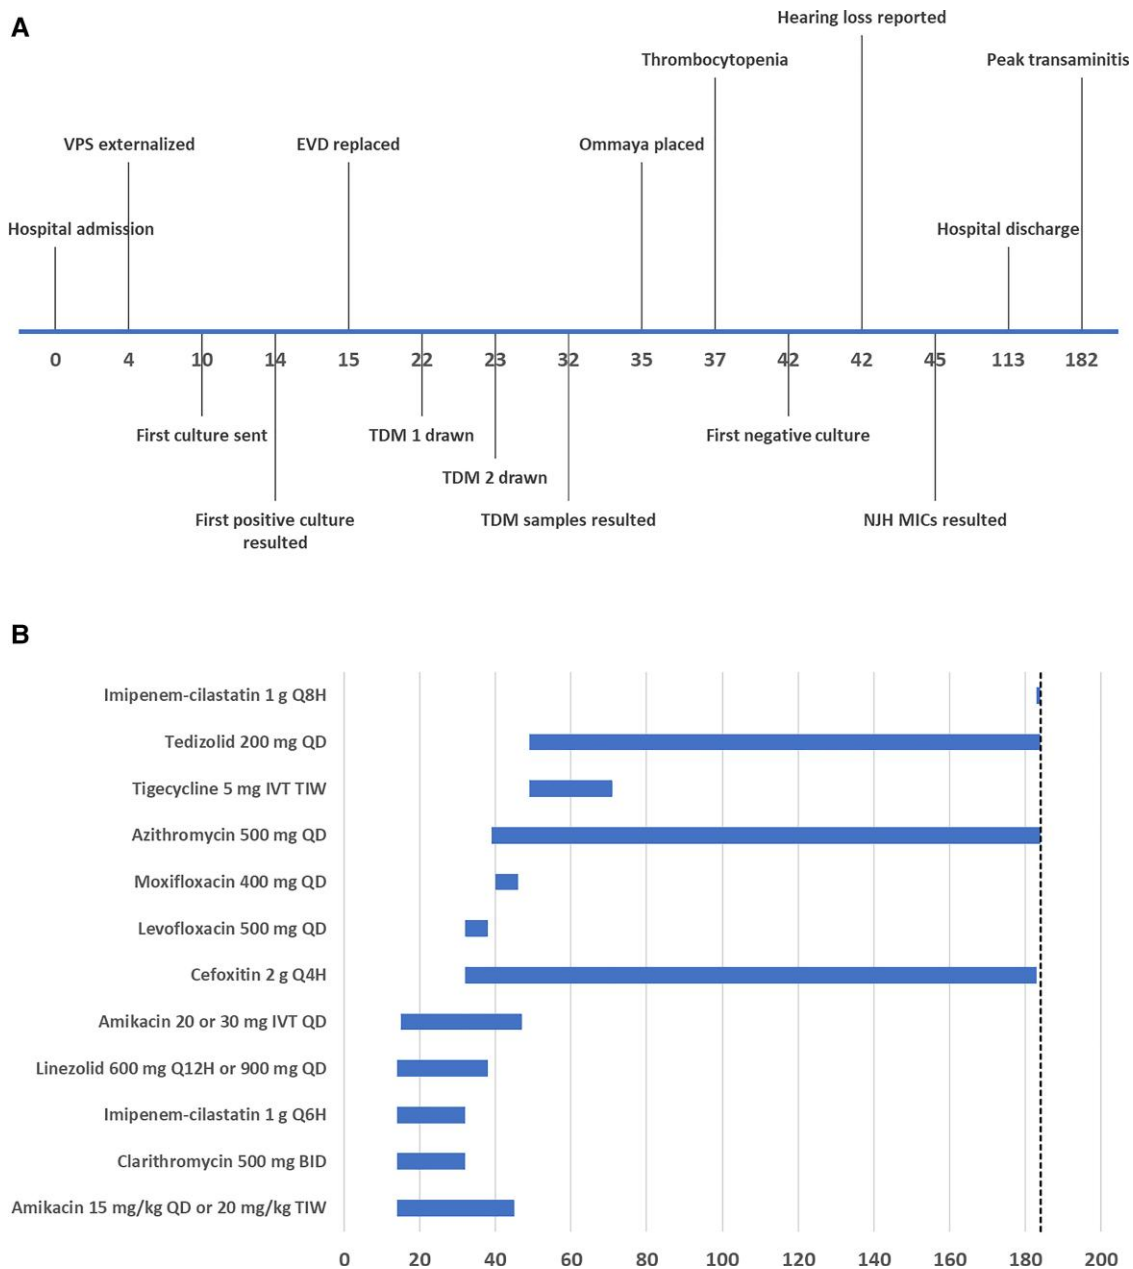 A
Hearing loss reported
Thrombocytopenia
Peak transaminitis
VPS externalized
EVD replaced
Ommaya placed
Hospital admission
Hospital discharge
0 4 10 14 15 22 23 32 35 37 42 42 45 113 182
First culture sent
TDM 1 drawn
First negative culture
TDM 2 drawn
First positive culture
resulted
TDM samples resulted
NJH MICs resulted
B
Imipenem-cilastatin 1 g Q8H
Tedizolid 200 mg QD
Tigecycline 5 mg IVT TIW
Azithromycin 500 mg QD
Moxifloxacin 400 mg QD
Levofloxacin 500 mg QD
Cefoxitin 2 g Q4H
Amikacin 20 or 30 mg IVT QD
Linezolid 600 mg Q12H or 900 mg QD
Imipenem-cilastatin 1 g Q6H
Clarithromycin 500 mg BID
Amikacin 15 mg/kg QD or 20 mg/kg TIW
0 20 40 60 80 100 120 140 160 180 200